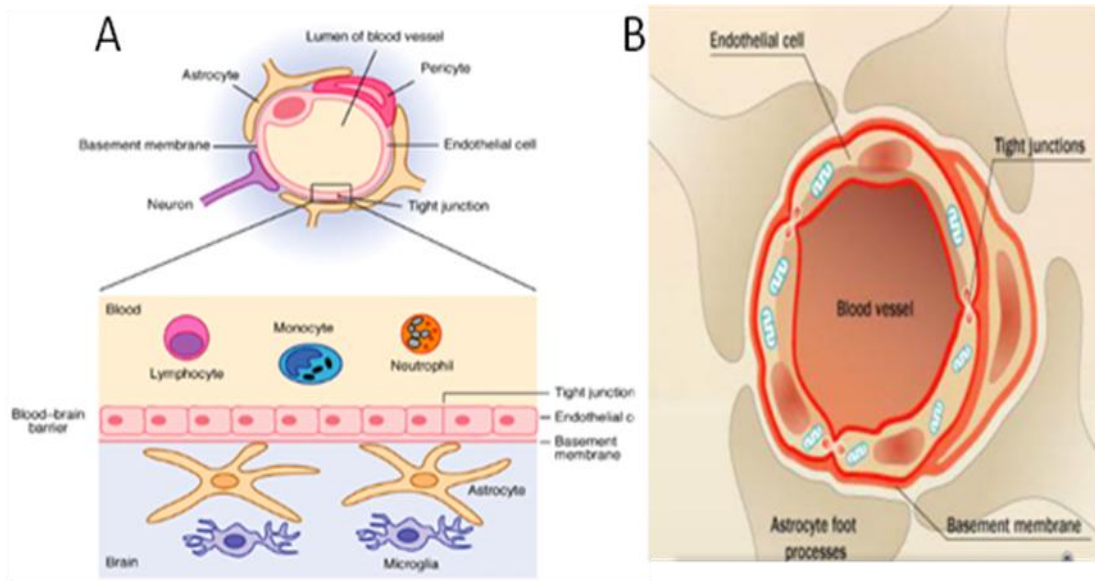 A
Lumen of blood vessel
Astrocyte
Pericyte
Basement membrane
Endothelial cell
Neuron
Tight junction
Blood
Lymphocyte
Monocyte
Neutrophil
Tight junction
Blood-brain
barrier
Endothelial c
Basement
membrane
Astrocyte
Brain
Microglia
B
Endothelial cell
Tight junctions
Blood vessel
Astrocyte foot
processes
Basement membrane